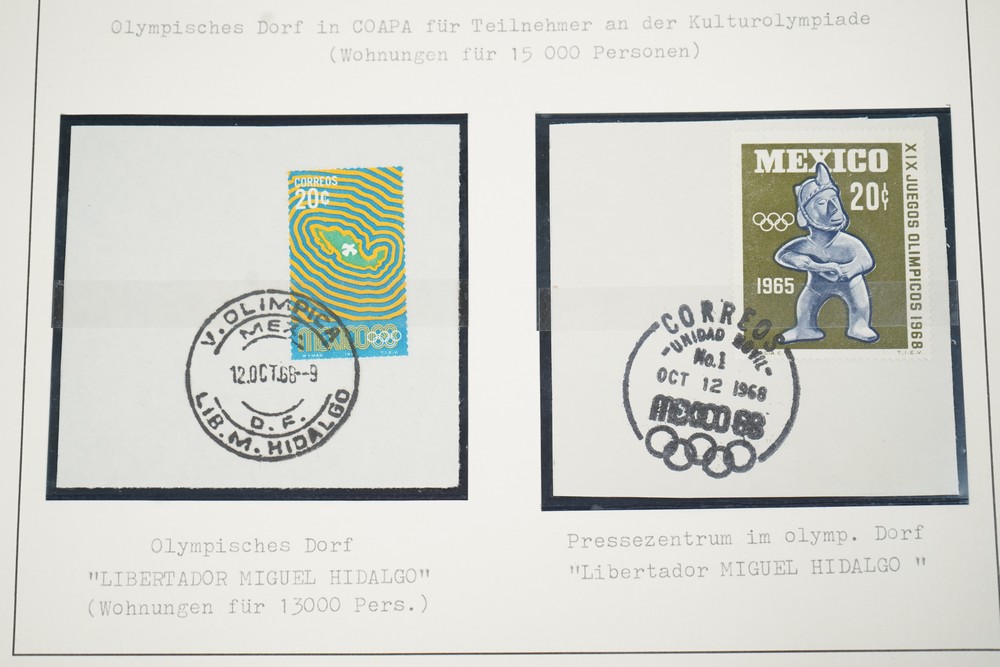 Olympisches Dorf in COAPA für Teilnehmer an der Kulturolympiade
(Wohnungen für 15 000 Personen)
CORREOS
20¢
MEXICO68
V. OLIMPICA
MEX
12.OCT.68--9
D. F.
LIB. M. HIDALGO
MEXICO
20¢
1965
XIX JUEGOS OLIMPICOS 1968
CORREOS
-UNIDAD MOVIL-
No.1
OCT 12 1968
MEXICO 68
Olympisches Dorf
"LIBERTADOR MIGUEL HIDALGO"
(Wohnungen für 13000 Pers.)
Pressezentrum im olymp. Dorf
"Libertador MIGUEL HIDALGO "